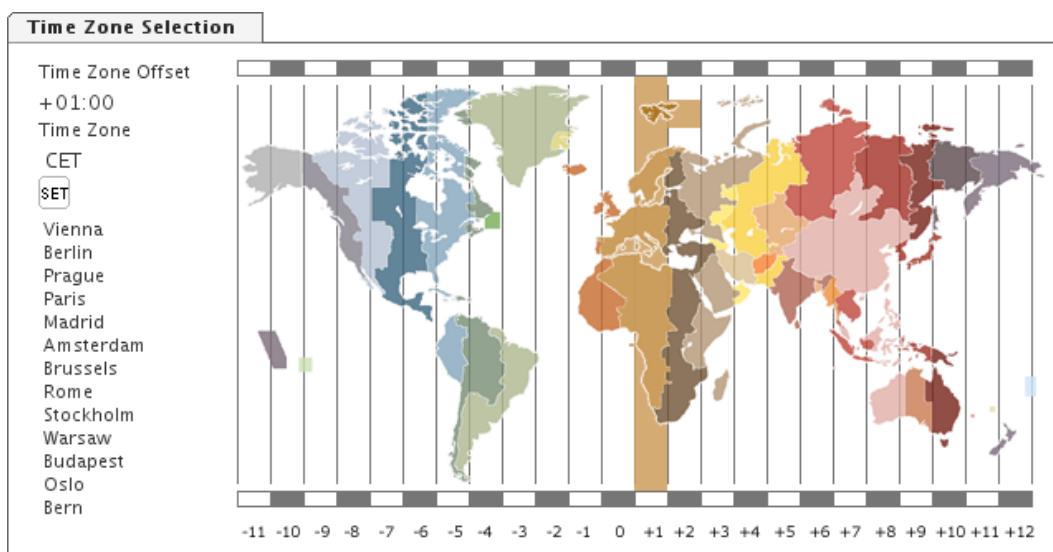 Time Zone Selection
Time Zone Offset
+01:00
Time Zone
CET
SET
Vienna
Berlin
Prague
Paris
Madrid
Amsterdam
Brussels
Rome
Stockholm
Warsaw
Budapest
Oslo
Bern
-11 -10 -9 -8 -7 -6 -5 -4 -3 -2 -1 0 +1 +2 +3 +4 +5 +6 +7 +8 +9 +10 +11 +12